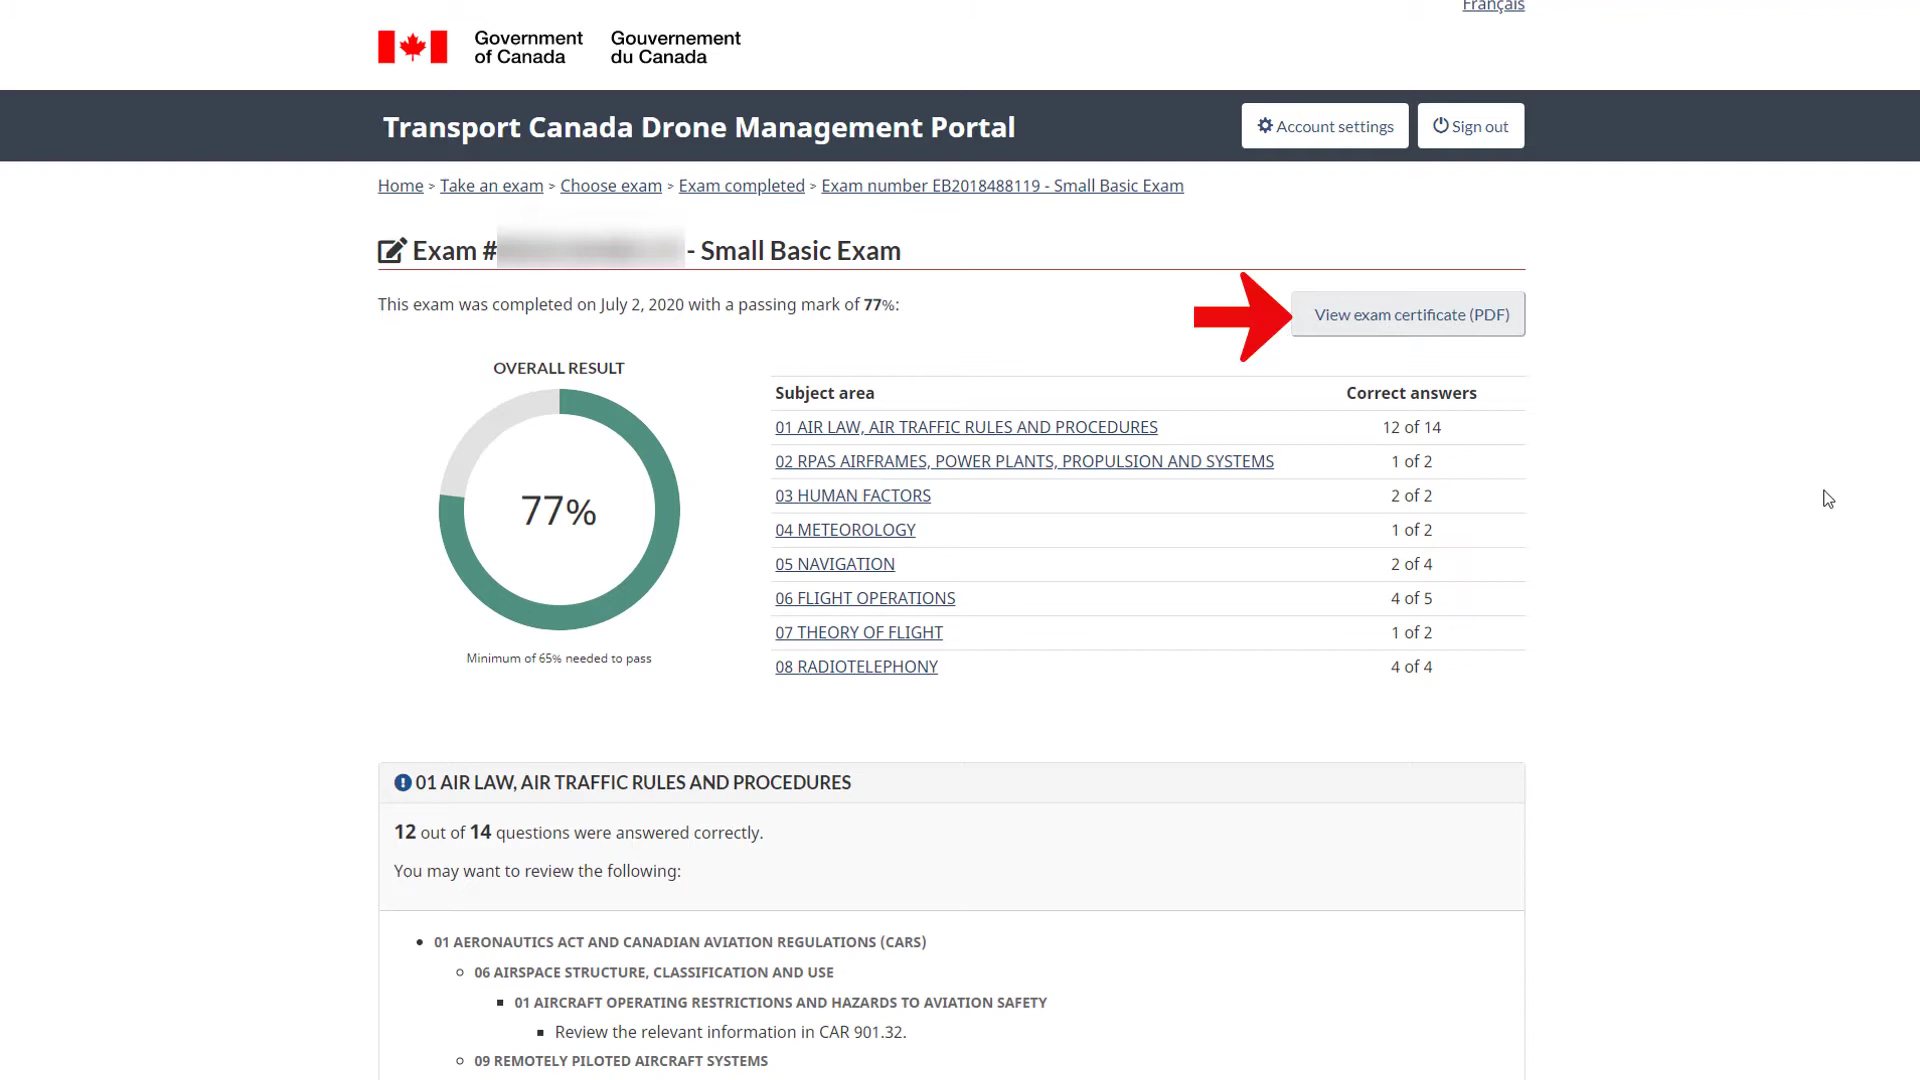 Français
Government
of Canada
Gouvernement
du Canada
Transport Canada Drone Management Portal
Account settings
Sign out
Home > Take an exam > Choose exam > Exam completed > Exam number EB2018488119 - Small Basic Exam
Exam # - Small Basic Exam
This exam was completed on July 2, 2020 with a passing mark of 77%:
View exam certificate (PDF)
OVERALL RESULT
77%
Minimum of 65% needed to pass
Subject area Correct answers
01 AIR LAW, AIR TRAFFIC RULES AND PROCEDURES 12 of 14
02 RPAS AIRFRAMES, POWER PLANTS, PROPULSION AND SYSTEMS 1 of 2
03 HUMAN FACTORS 2 of 2
04 METEOROLOGY 1 of 2
05 NAVIGATION 2 of 4
06 FLIGHT OPERATIONS 4 of 5
07 THEORY OF FLIGHT 1 of 2
08 RADIOTELEPHONY 4 of 4
01 AIR LAW, AIR TRAFFIC RULES AND PROCEDURES
12 out of 14 questions were answered correctly.
You may want to review the following:
01 AERONAUTICS ACT AND CANADIAN AVIATION REGULATIONS (CARS)
06 AIRSPACE STRUCTURE, CLASSIFICATION AND USE
01 AIRCRAFT OPERATING RESTRICTIONS AND HAZARDS TO AVIATION SAFETY
Review the relevant information in CAR 901.32.
09 REMOTELY PILOTED AIRCRAFT SYSTEMS